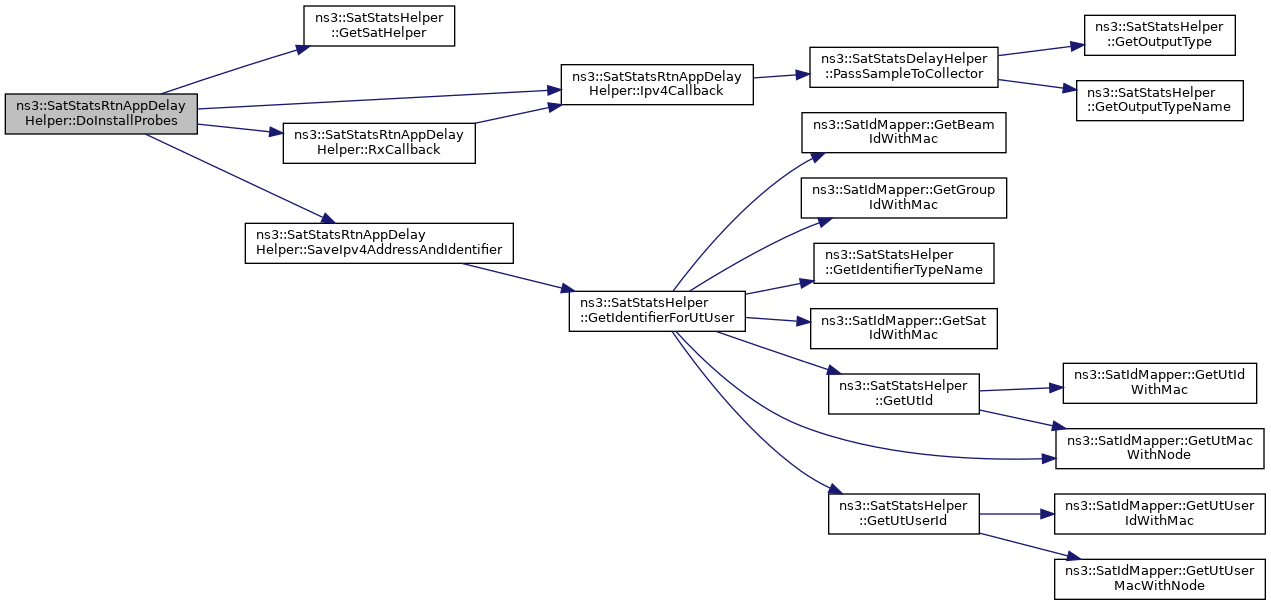 ns3::SatStatsRtnAppDelay
Helper::DoInstallProbes
ns3::SatStatsHelper
::GetSatHelper
ns3::SatStatsRtnAppDelay
Helper::RxCallback
ns3::SatStatsRtnAppDelay
Helper::SaveIpv4AddressAndIdentifier
ns3::SatStatsRtnAppDelay
Helper::Ipv4Callback
ns3::SatStatsHelper
::GetIdentifierForUtUser
ns3::SatStatsDelayHelper
::PassSampleToCollector
ns3::SatIdMapper::GetBeam
IdWithMac
ns3::SatIdMapper::GetGroup
IdWithMac
ns3::SatStatsHelper
::GetIdentifierTypeName
ns3::SatIdMapper::GetSat
IdWithMac
ns3::SatStatsHelper
::GetUtId
ns3::SatStatsHelper
::GetUtUserId
ns3::SatStatsHelper
::GetOutputType
ns3::SatStatsHelper
::GetOutputTypeName
ns3::SatIdMapper::GetUtId
WithMac
ns3::SatIdMapper::GetUtMac
WithNode
ns3::SatIdMapper::GetUtUser
IdWithMac
ns3::SatIdMapper::GetUtUser
MacWithNode